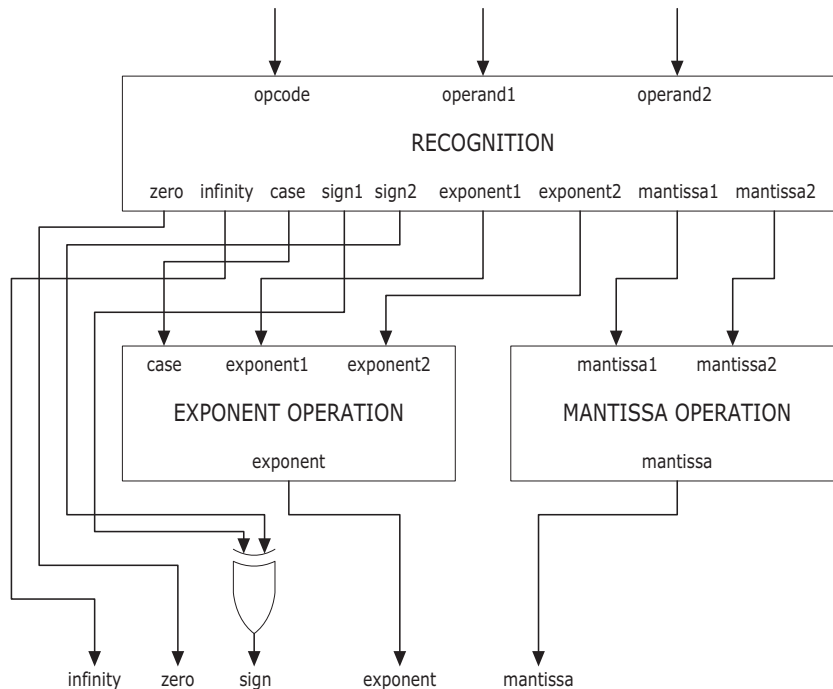 opcode operand1 operand2
RECOGNITION
zero infinity case sign1 sign2 exponent1 exponent2 mantissa1 mantissa2
case exponent1 exponent2 mantissa1 mantissa2
EXPONENT OPERATION MANTISSA OPERATION
exponent mantissa
infinity zero sign exponent mantissa